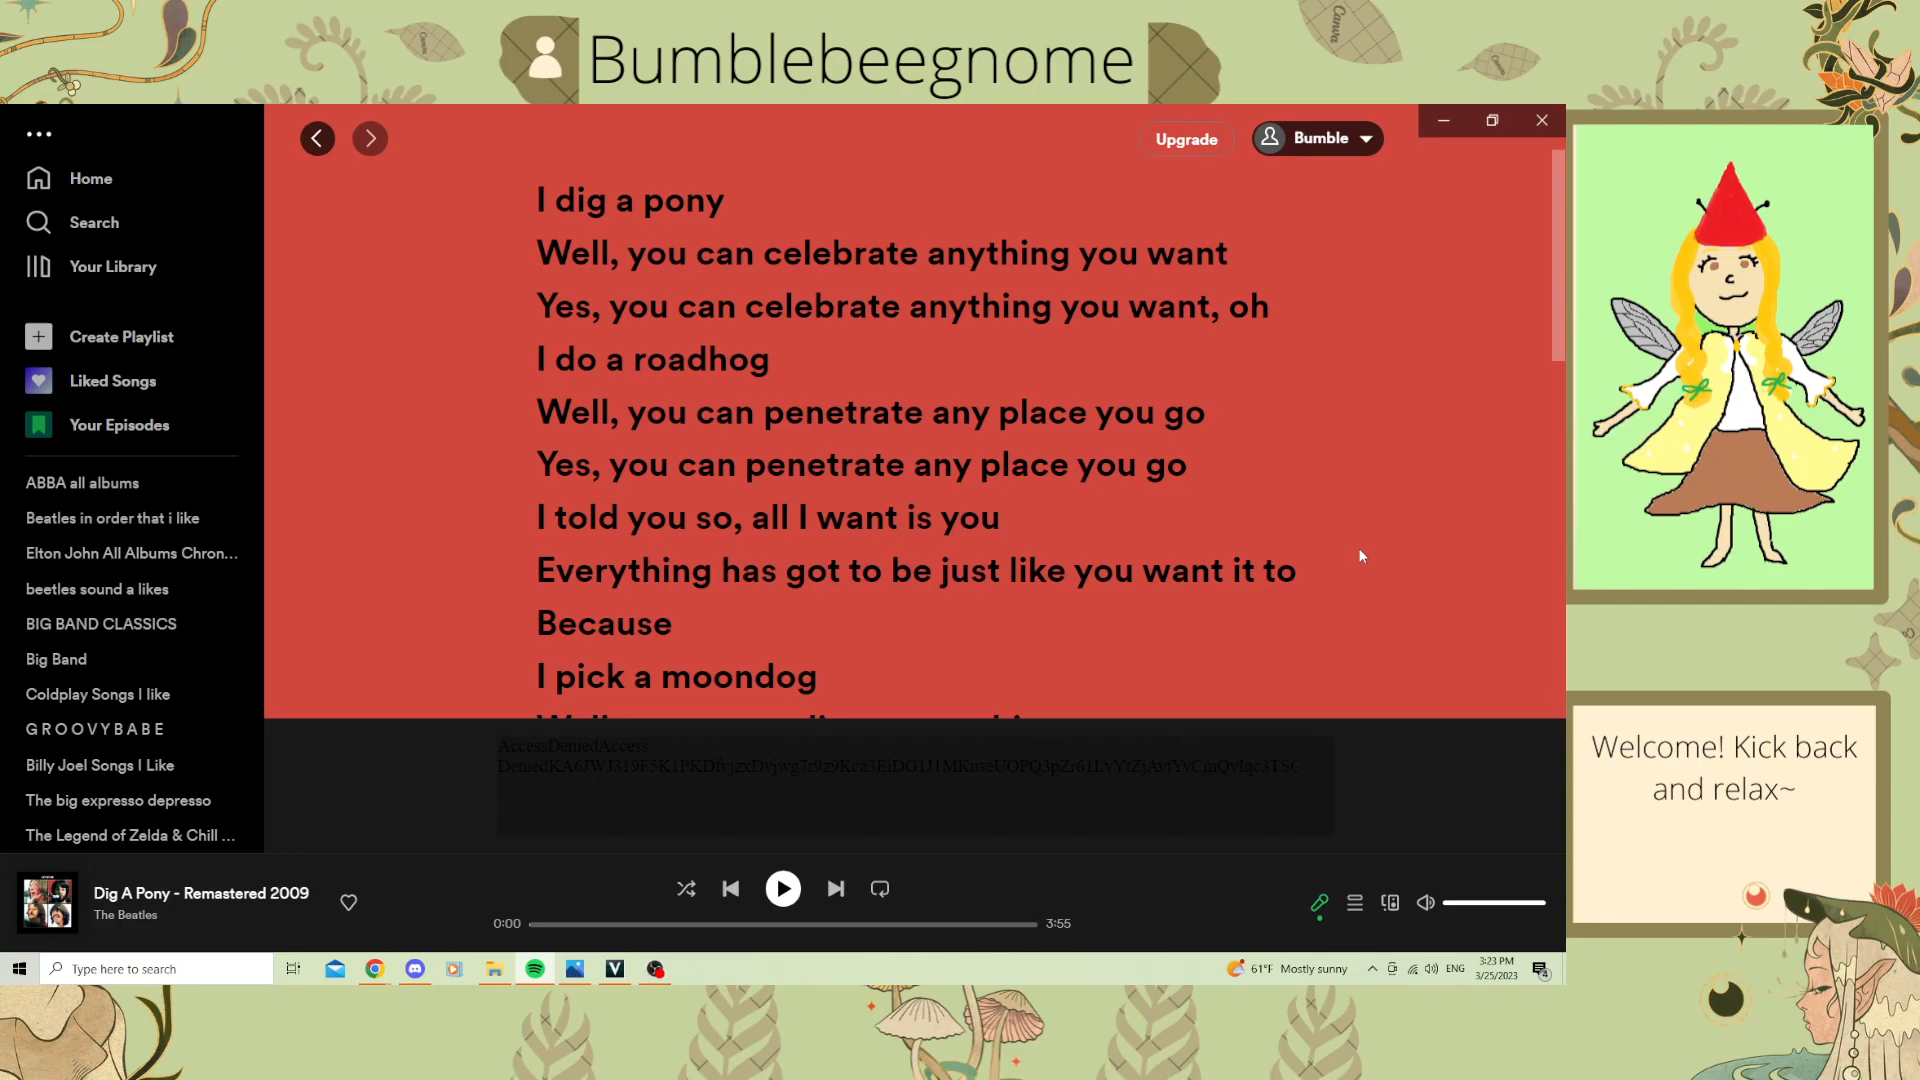 Bumblebeegnome
Canva
Canva
Home
Search
Your Library
Create Playlist
Liked Songs
Your Episodes
ABBA all albums
Beatles in order that i like
Elton John All Albums Chron...
beetles sound a likes
BIG BAND CLASSICS
Big Band
Coldplay Songs I like
G R O O V Y B A B E
Billy Joel Songs I Like
The big expresso depresso
The Legend of Zelda & Chill ...
Upgrade
Bumble
I dig a pony
Well, you can celebrate anything you want
Yes, you can celebrate anything you want, oh
I do a roadhog
Well, you can penetrate any place you go
Yes, you can penetrate any place you go
I told you so, all I want is you
Everything has got to be just like you want it to
Because
I pick a moondog
AccessDeniedAccess
Dig A Pony - Remastered 2009
The Beatles
0:00
3:55
Welcome! Kick back
and relax~
Type here to search
61°F Mostly sunny
ENG
3:23 PM
3/25/2023
4